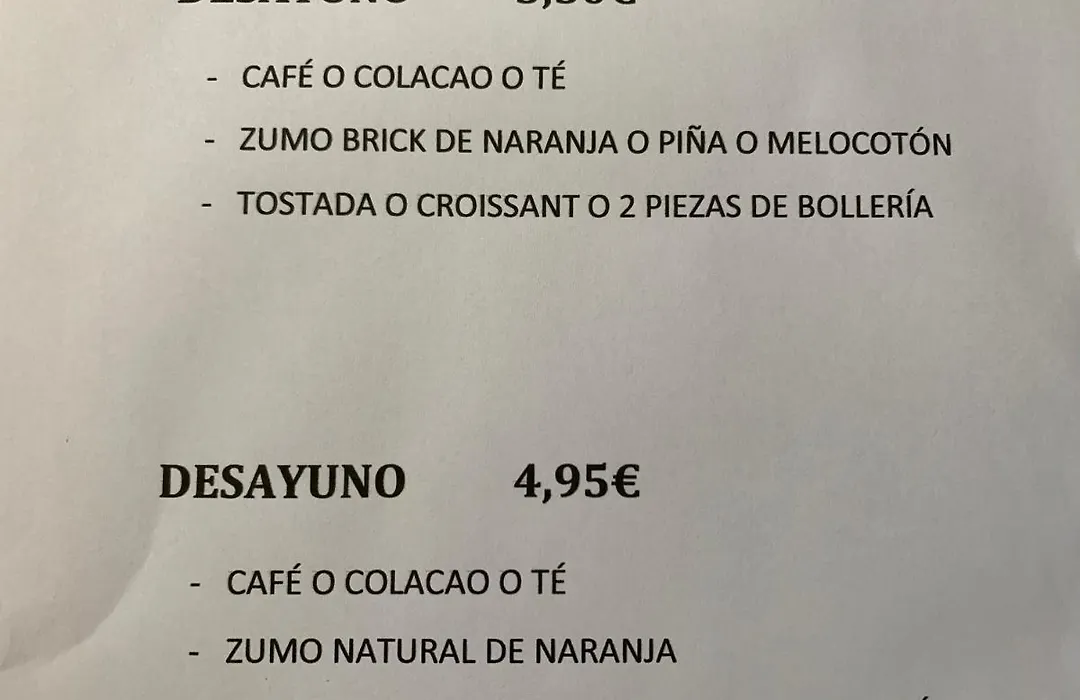 - CAFÉ O COLACAO O TÉ
- ZUMO BRICK DE NARANJA O PIÑA O MELOCOTÓN
- TOSTADA O CROISSANT O 2 PIEZAS DE BOLLERÍA
DESAYUNO 4,95€
- CAFÉ O COLACAO O TÉ
- ZUMO NATURAL DE NARANJA